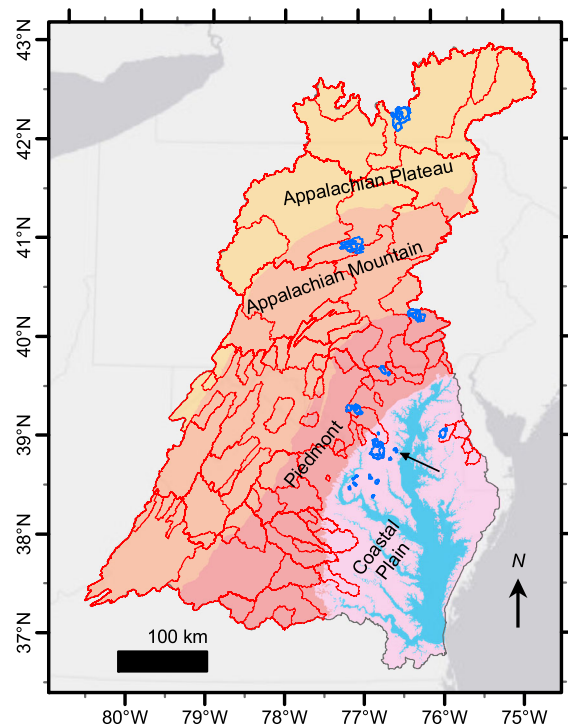 43°N
42°N
Appalachian Plateau
41°N
Appalachian Mountain
40°N
39°N
Piedmont
38°N
Coastal
Plain
N
37°N
100 km
80°W
79°W
78°W
77°W
76°W
75°W